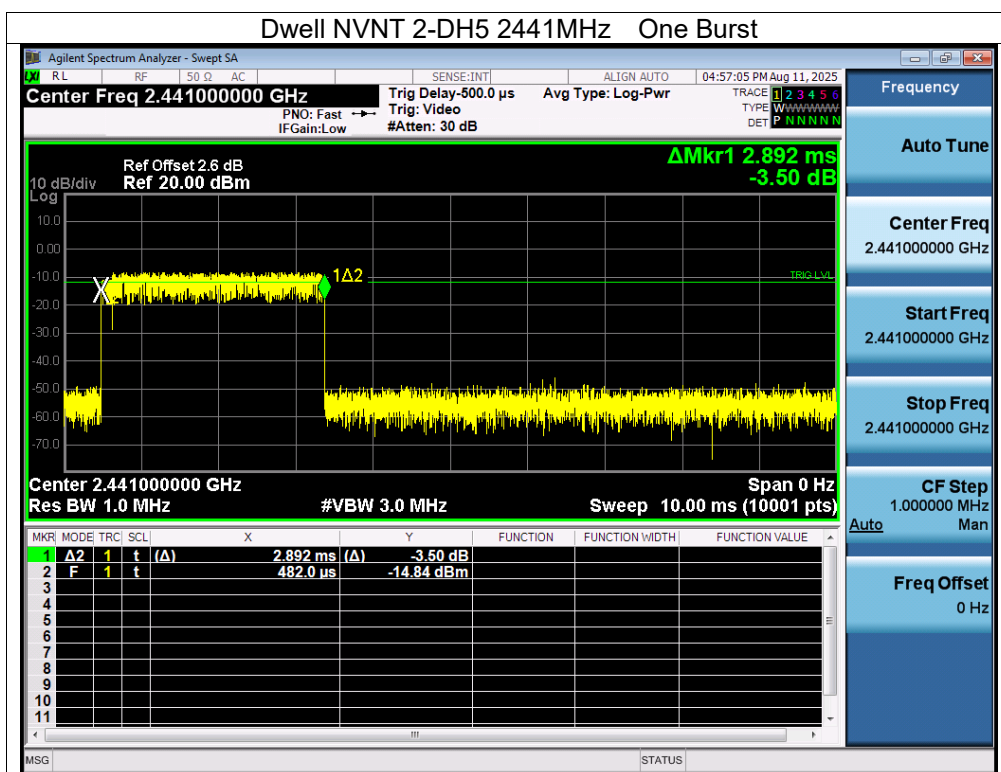 Dwell NVNT 2-DH5 2441MHz One Burst
Agilent Spectrum Analyzer - Swept SA
LXI RL RF 50 Ω AC SENSE:INT ALIGN AUTO 04:57:05 PM Aug 11, 2025
Center Freq 2.441000000 GHz Trig Delay-500.0 µs Avg Type: Log-Pwr TRACE 1 2 3 4 5 6
PNO: Fast Trig: Video TYPE WWWWWW
IFGain:Low #Atten: 30 dB DET P N N N N N
Frequency
Auto Tune
Center Freq
2.441000000 GHz
Start Freq
2.441000000 GHz
Stop Freq
2.441000000 GHz
CF Step
1.000000 MHz
Auto Man
Freq Offset
0 Hz
ΔMkr1 2.892 ms
-3.50 dB
Ref Offset 2.6 dB
10 dB/div Ref 20.00 dBm
Log
10.0
0.00
-10.0
-20.0
-30.0
-40.0
-50.0
-60.0
-70.0
1Δ2
TRIG LVL
Center 2.441000000 GHz Span 0 Hz
Res BW 1.0 MHz #VBW 3.0 MHz Sweep 10.00 ms (10001 pts)
MKR MODE TRC SCL X Y FUNCTION FUNCTION WIDTH FUNCTION VALUE
1 Δ2 1 t (Δ) 2.892 ms (Δ) -3.50 dB
2 F 1 t 482.0 µs -14.84 dBm
3
4
5
6
7
8
9
10
11
MSG STATUS